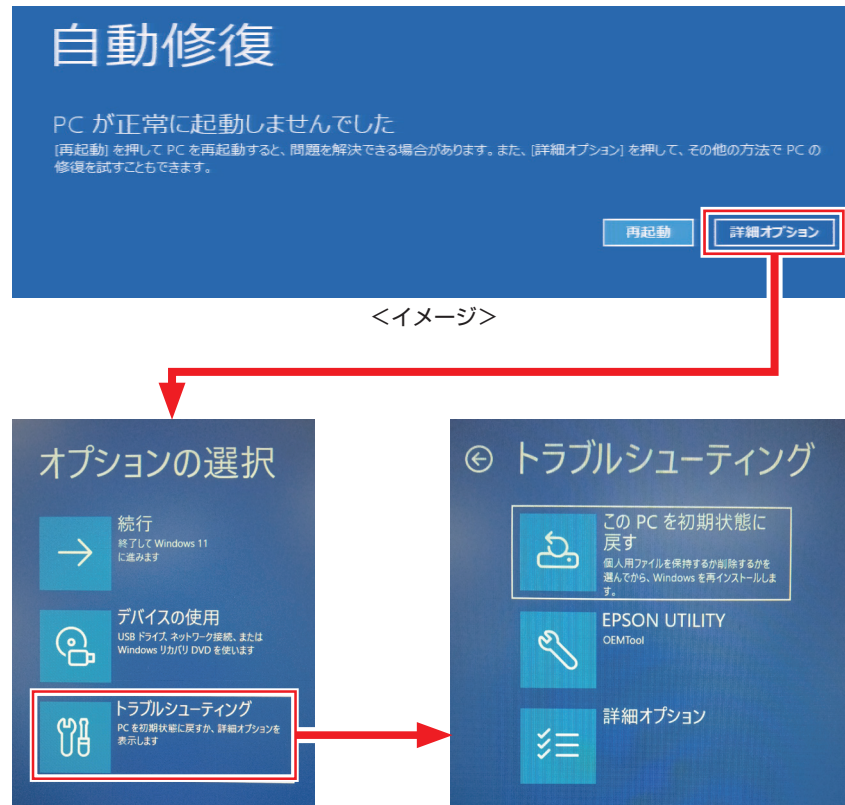 自動修復
PC が正常に起動しませんでした
[再起動] を押して PC を再起動すると、問題を解決できる場合があります。また、[詳細オプション] を押して、その他の方法で PC の
修復を試すこともできます。
再起動
詳細オプション
＜イメージ＞
オプションの選択
続行
終了して Windows 11
に進みます
デバイスの使用
USB ドライブ、ネットワーク接続、または
Windows リカバリ DVD を使います
トラブルシューティング
PC を初期状態に戻すか、詳細オプションを
表示します
トラブルシューティング
この PC を初期状態に
戻す
個人用ファイルを保持するか削除するかを
選んでから、Windows を再インストールしま
す。
EPSON UTILITY
OEMTool
詳細オプション